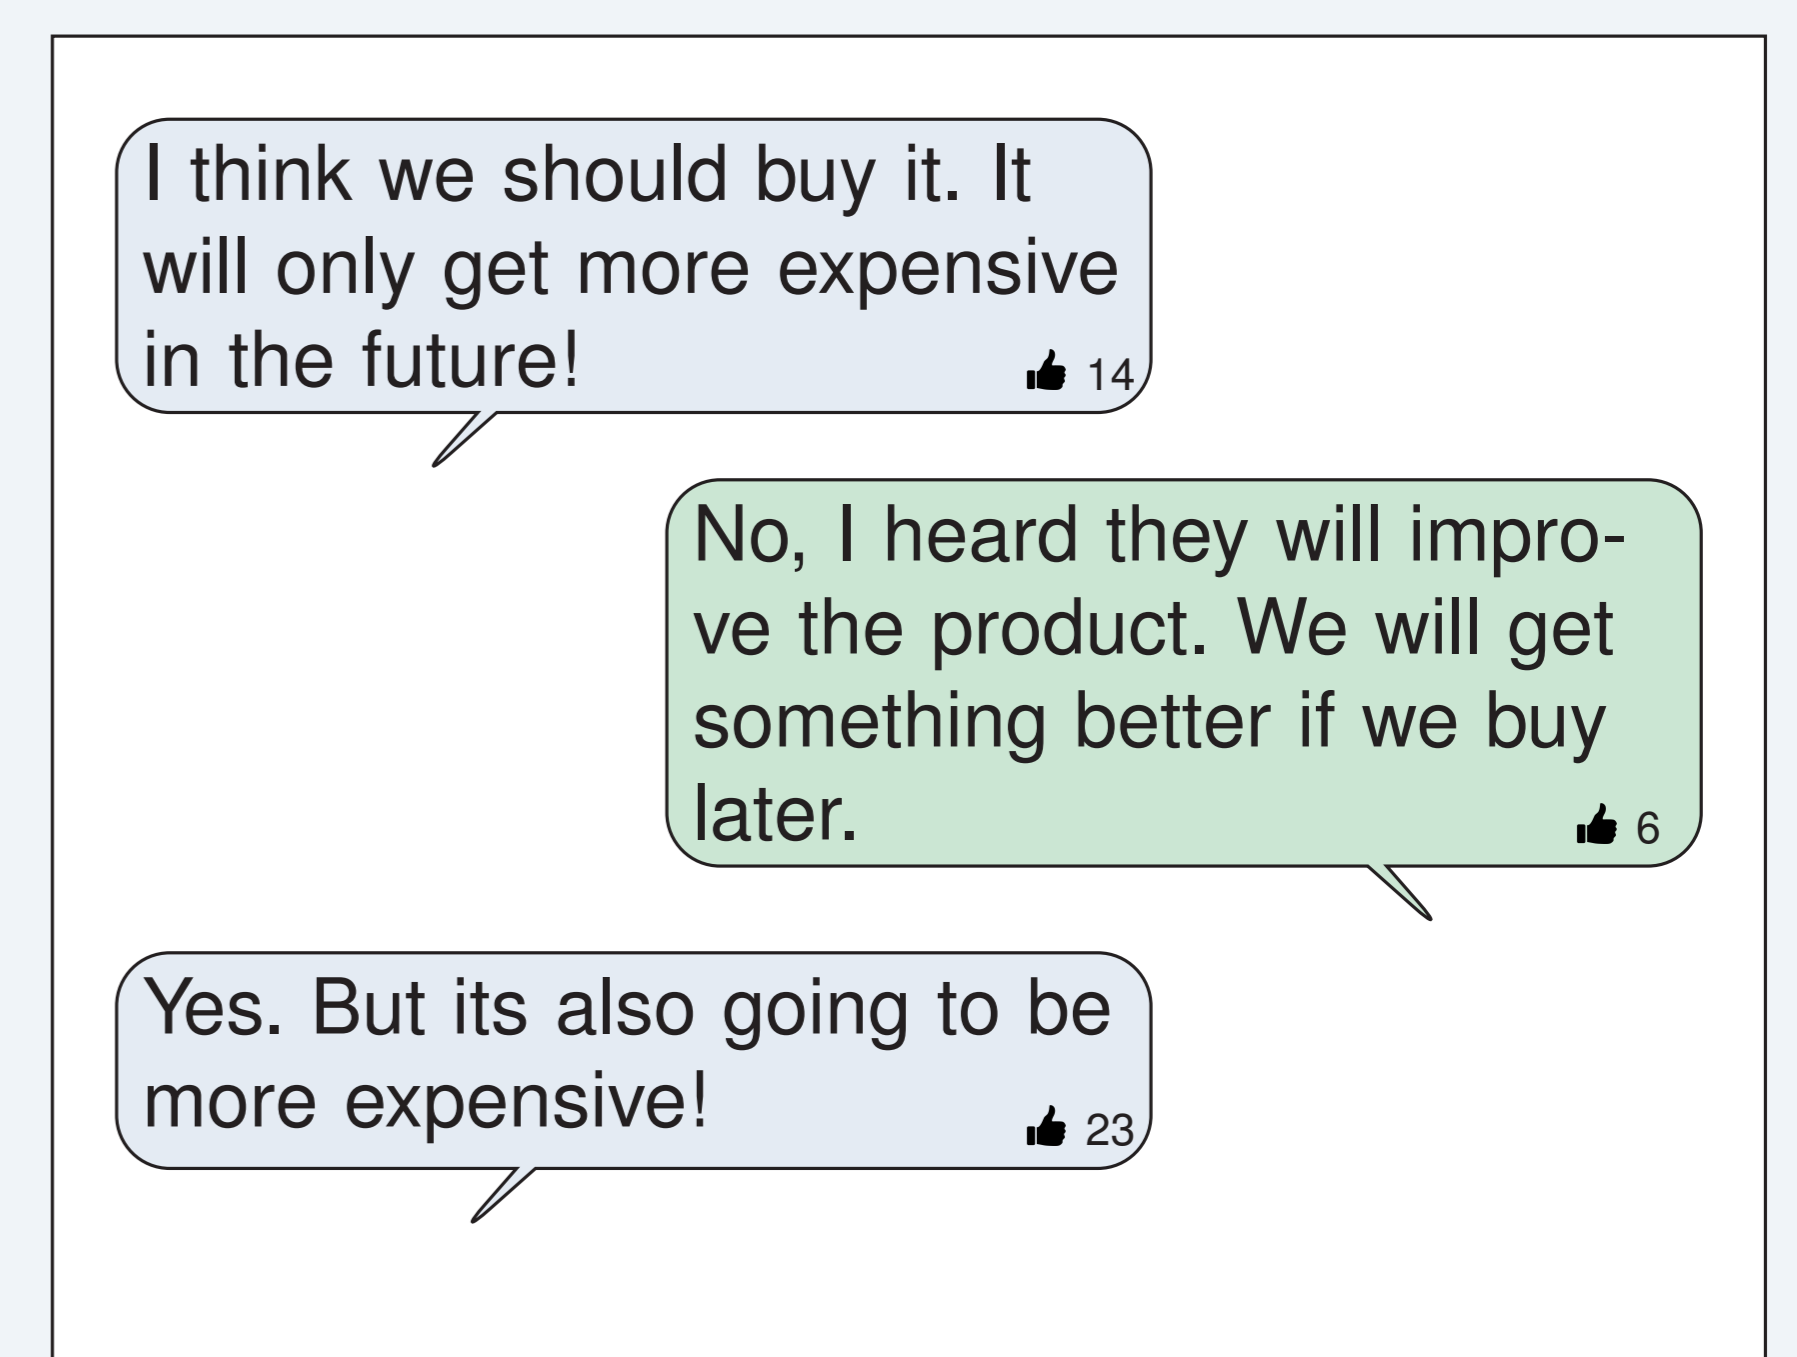 I think we should buy it. It
will only get more expensive
in the future!
14
No, I heard they will impro-
ve the product. We will get
something better if we buy
later.
6
Yes. But its also going to be
more expensive!
23